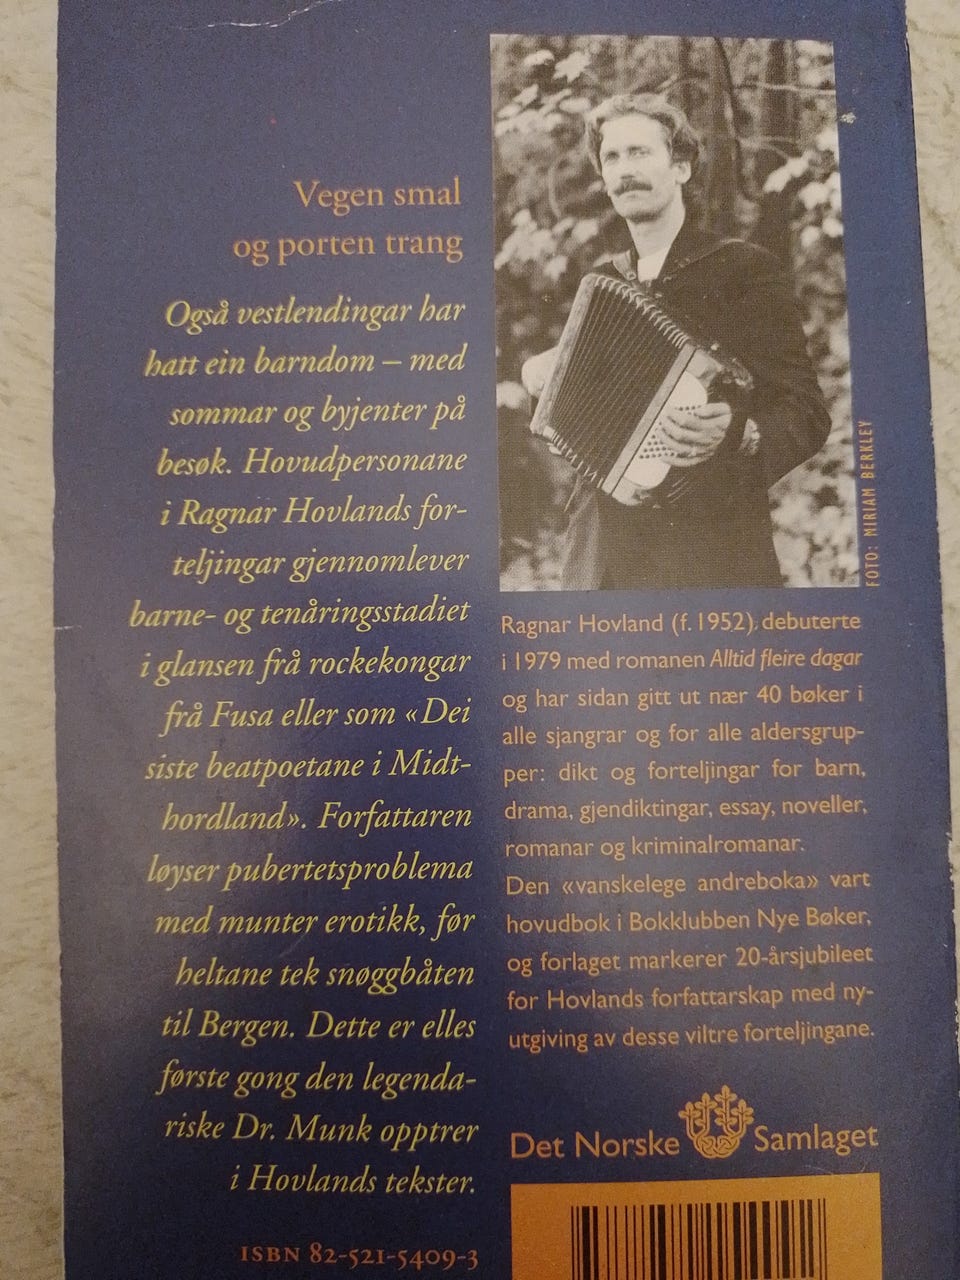 Vegen smal
og porten trang
Også vestlendingar har
hatt ein barndom – med
sommar og byjenter på
besøk. Hovudpersonane
i Ragnar Hovlands for-
teljingar gjennomlever
barne- og tenåringsstadiet
i glansen frå rockekongar
frå Fusa eller som «Dei
siste beatpoetane i Midt-
hordland». Forfattaren
løyser pubertetsproblema
med munter erotikk, før
heltane tek snøggbåten
til Bergen. Dette er elles
første gong den legenda-
riske Dr. Munk opptrer
i Hovlands tekster.
ISBN 82-521-5409-3
FOTO: MIRIAM BERKLEY
Ragnar Hovland (f. 1952) debuterte
i 1979 med romanen Alltid fleire dagar
og har sidan gitt ut nær 40 bøker i
alle sjangrar og for alle aldersgrup-
per: dikt og forteljingar for barn,
drama, gjendiktingar, essay, noveller,
romanar og kriminalromanar.
Den «vanskelege andreboka» vart
hovudbok i Bokklubben Nye Bøker,
og forlaget markerer 20-årsjubileet
for Hovlands forfattarskap med ny-
utgiving av desse viltre forteljingane.
Det Norske Samlaget